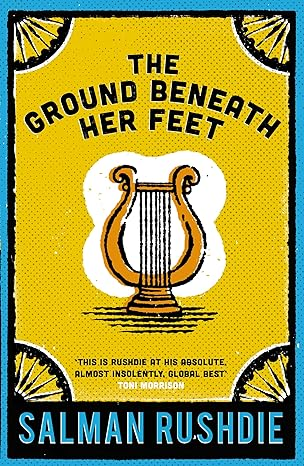 THE
GROUND BENEATH
HER FEET
'THIS IS RUSHDIE AT HIS ABSOLUTE,
ALMOST INSOLENTLY, GLOBAL BEST'
TONI MORRISON
SALMAN RUSHDIE